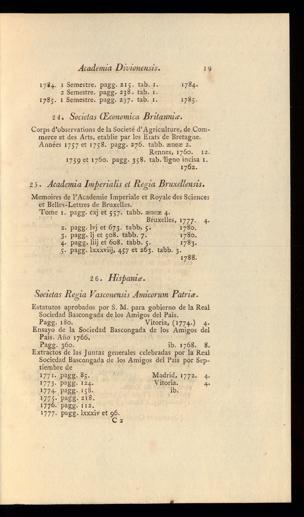 Academia Divionensis. 19
1784. 1 Semestre. pagg. 215. tab. 1. 1784.
2 Semestre. pagg. 238. tab. 1.
1785. 1 Semestre. pagg. 237. tab. 1. 1785.
24. Societas Œconomica Britanniæ.
Corps d'observations de la Societé d'Agriculture, de Com-
merce et des Arts, etablie par les Etats de Bretagne.
Années 1757 et 1758. pagg. 276. tabb. æneæ 2.
Rennes, 1760. 12.
1759 et 1760. pagg. 358. tab. ligno incisa 1.
1762.
25. Academia Imperialis et Regia Bruxellensis.
Memoires de l'Academie Imperiale et Royale des Sciences
et Belles-Lettres de Bruxelles.
Tome 1. pagg. cxj et 557. tabb. æneæ 4.
Bruxelles, 1777. 4.
2. pagg. lvj et 673. tabb. 5. 1780.
3. pagg. lj et 508. tabb. 7. 1780.
4. pagg. liij et 608. tabb. 5. 1783.
5. pagg. lxxxviij, 457 et 263. tabb. 3.
1788.
26. Hispaniæ.
Societas Regia Vasconensis Amicorum Patriæ.
Estatutos aprobados por S. M. para gobierno de la Real
Sociedad Bascongada de los Amigos del Pais.
Pagg. 180. Vitoria, (1774.) 4.
Ensayo de la Sociedad Bascongada de los Amigos del
Pais. Año 1766.
Pagg. 360. ib. 1768. 8.
Extractos de las Juntas generales celebradas por la Real
Sociedad Bascongada de los Amigos del Pais por Sep-
tiembre de
1771. pagg. 85. Madrid, 1772. 4.
1773. pagg. 124. Vitoria. 4.
1774. pagg. 158. ib.
1775. pagg. 218.
1776. pagg. 112.
1777. pagg. lxxxiv et 96.
C 2